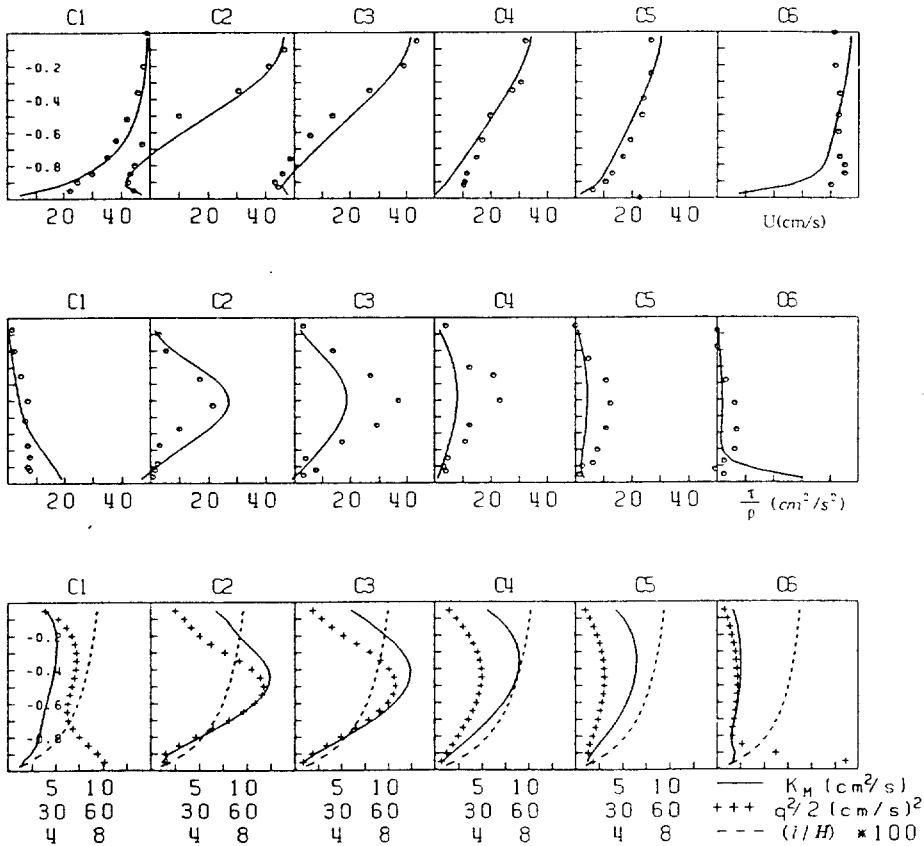 C1 C2 C3 C4 C5 C6
-0.2
-0.4
-0.6
-0.8
20 40 20 40 20 40 20 40 20 40 U(cm/s)
C1 C2 C3 C4 C5 C6
20 40 20 40 20 40 20 40 20 40 τ/ρ (cm²/s²)
C1 C2 C3 C4 C5 C6
-0.2
-0.4
-0.6
-0.8
5 10 5 10 5 10 5 10 5 10 K_M (cm²/s)
30 60 30 60 30 60 30 60 30 60 +++ q²/2 (cm/s)²
4 8 4 8 4 8 4 8 4 8 (i/H) *100